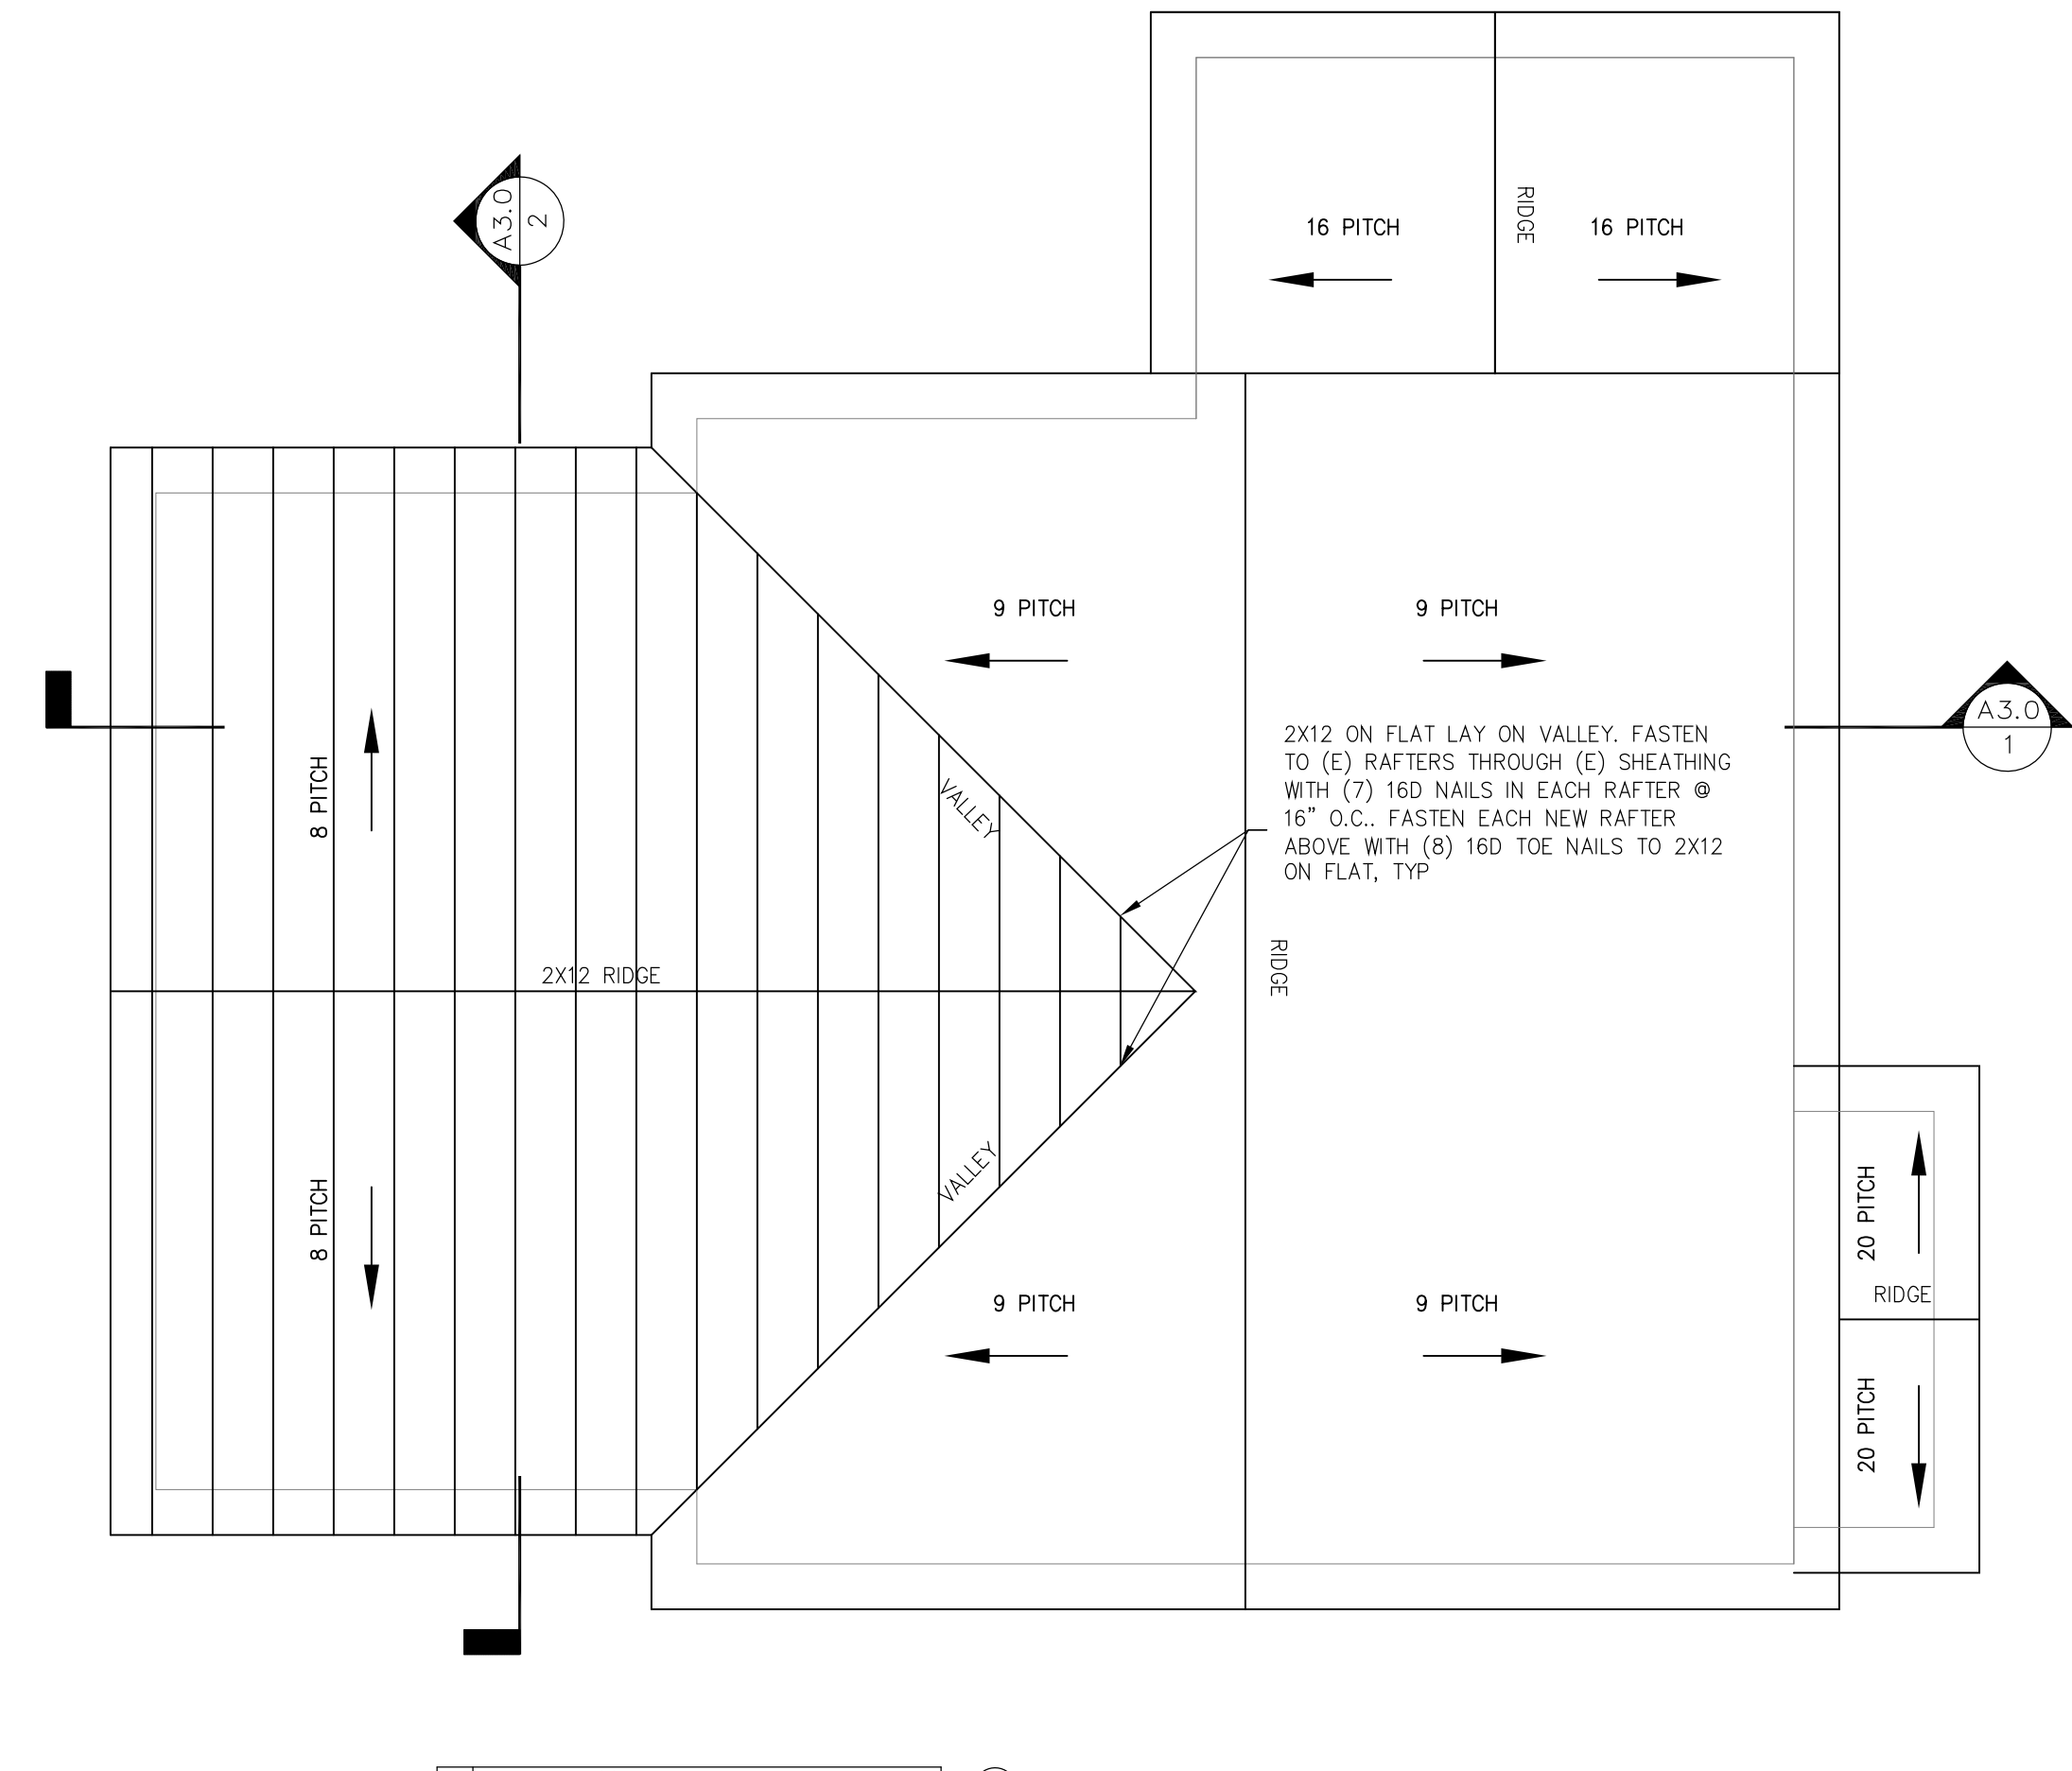 RIDGE
16 PITCH
16 PITCH
A3.0
2
9 PITCH
9 PITCH
A3.0
1
2X12 ON FLAT LAY ON VALLEY. FASTEN
TO (E) RAFTERS THROUGH (E) SHEATHING
WITH (7) 16D NAILS IN EACH RAFTER @
16" O.C.. FASTEN EACH NEW RAFTER
ABOVE WITH (8) 16D TOE NAILS TO 2X12
ON FLAT, TYP
8 PITCH
VALLEY
2X12 RIDGE
RIDGE
VALLEY
8 PITCH
9 PITCH
9 PITCH
20 PITCH
RIDGE
20 PITCH